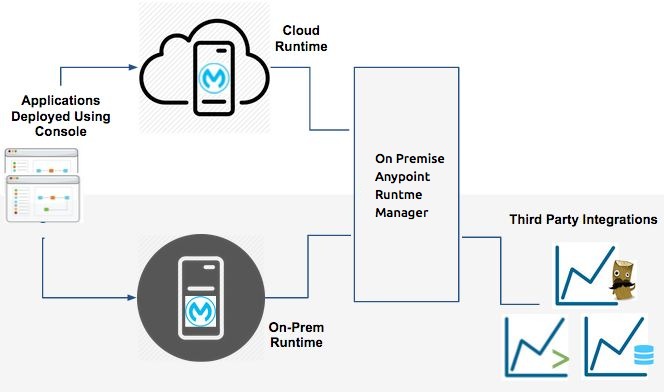 Cloud
Runtime
Applications
Deployed Using
Console
On Premise
Anypoint
Runtme
Manager
Third Party Integrations
On-Prem
Runtime